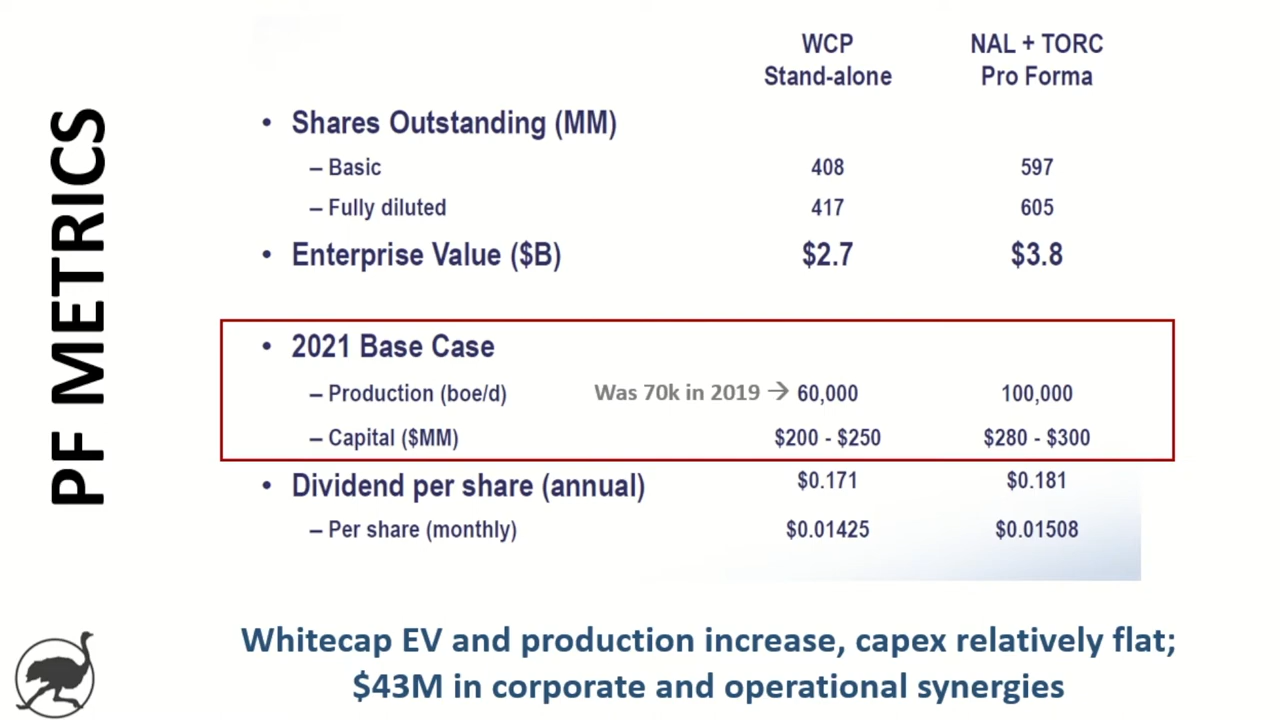 PF METRICS
WCP NAL + TORC
Stand-alone Pro Forma
• Shares Outstanding (MM)
– Basic 408 597
– Fully diluted 417 605
• Enterprise Value ($B) $2.7 $3.8
• 2021 Base Case
– Production (boe/d) Was 70k in 2019 → 60,000 100,000
– Capital ($MM) $200 - $250 $280 - $300
• Dividend per share (annual) $0.171 $0.181
– Per share (monthly) $0.01425 $0.01508
Whitecap EV and production increase, capex relatively flat;
$43M in corporate and operational synergies